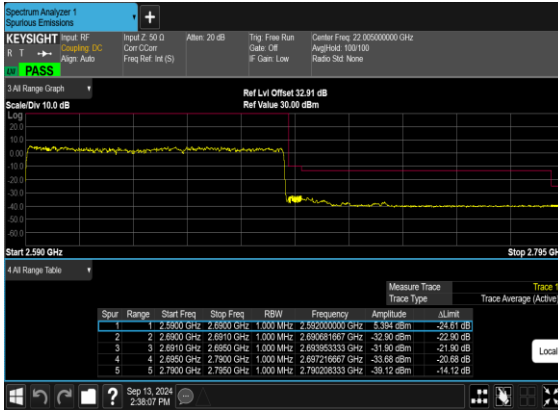 Spectrum Analyzer 1
Spurious Emissions
KEYSIGHT Input: RF Input Z: 50 Ω Atten: 20 dB Trig: Free Run Center Freq: 22.005000000 GHz
R T Coupling: DC Corr CCorr Gate: Off Avg|Hold: 100/100
Align: Auto Freq Ref: Int (S) IF Gain: Low Radio Std: None
PASS
3 All Range Graph
Ref Lvl Offset 32.91 dB
Scale/Div 10.0 dB Ref Value 30.00 dBm
Log
20.0
10.0
0.00
-10.0
-20.0
-30.0
-40.0
-50.0
-60.0
Start 2.590 GHz Stop 2.795 GH
4 All Range Table
Measure Trace Trace 1
Trace Type Trace Average (Active)
Spur Range Start Freq Stop Freq RBW Frequency Amplitude ΔLimit
1 1 2.5900 GHz 2.6900 GHz 1.000 MHz 2.592000000 GHz 5.394 dBm -24.61 dB
2 2 2.6900 GHz 2.6910 GHz 1.000 MHz 2.690681667 GHz -32.90 dBm -22.90 dB
3 3 2.6910 GHz 2.6950 GHz 1.000 MHz 2.693953333 GHz -31.90 dBm -21.90 dB
4 4 2.6950 GHz 2.7900 GHz 1.000 MHz 2.697216667 GHz -33.68 dBm -20.68 dB
5 5 2.7900 GHz 2.7950 GHz 1.000 MHz 2.790208333 GHz -39.12 dBm -14.12 dB
Local
? Sep 13, 2024
2:38:07 PM